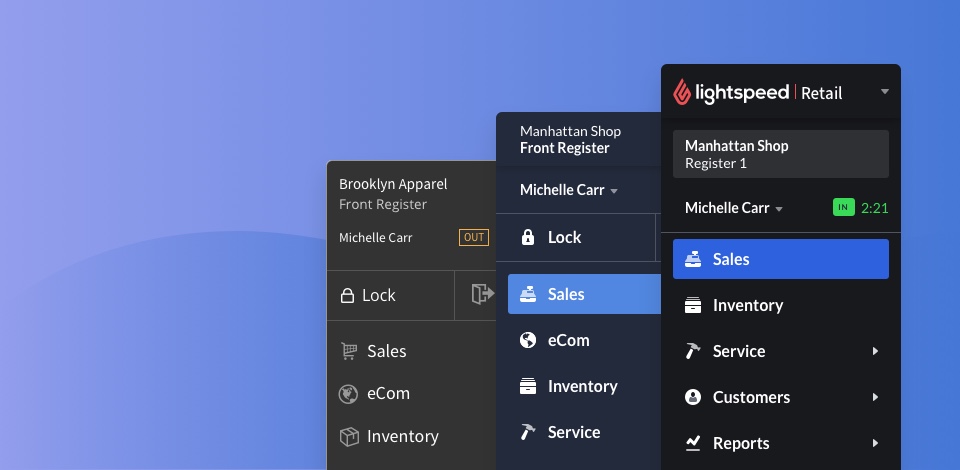 Brooklyn Apparel
Front Register
Michelle Carr OUT
Lock
Sales
eCom
Inventory
Manhattan Shop
Front Register
Michelle Carr
Lock
Sales
eCom
Inventory
Service
lightspeed | Retail
Manhattan Shop
Register 1
Michelle Carr IN 2:21
Sales
Inventory
Service
Customers
Reports